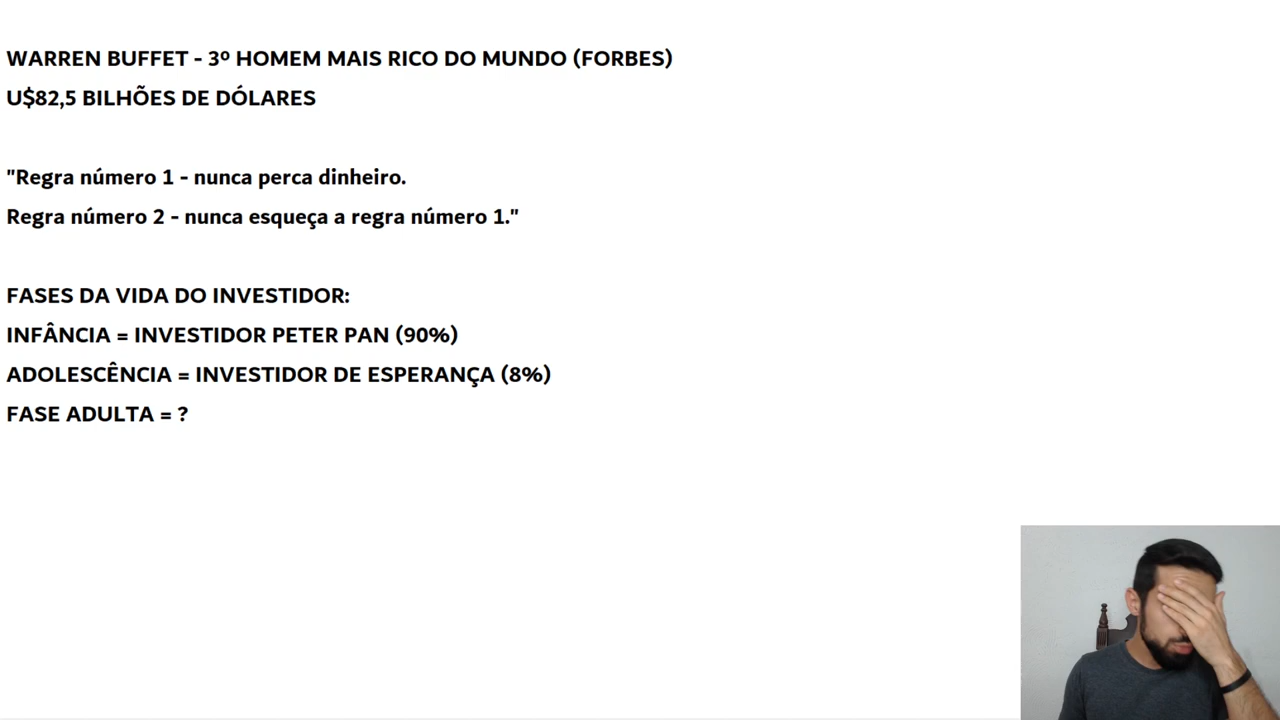 WARREN BUFFET - 3º HOMEM MAIS RICO DO MUNDO (FORBES)
U$82,5 BILHÕES DE DÓLARES
"Regra número 1 - nunca perca dinheiro.
Regra número 2 - nunca esqueça a regra número 1."
FASES DA VIDA DO INVESTIDOR:
INFÂNCIA = INVESTIDOR PETER PAN (90%)
ADOLESCÊNCIA = INVESTIDOR DE ESPERANÇA (8%)
FASE ADULTA = ?